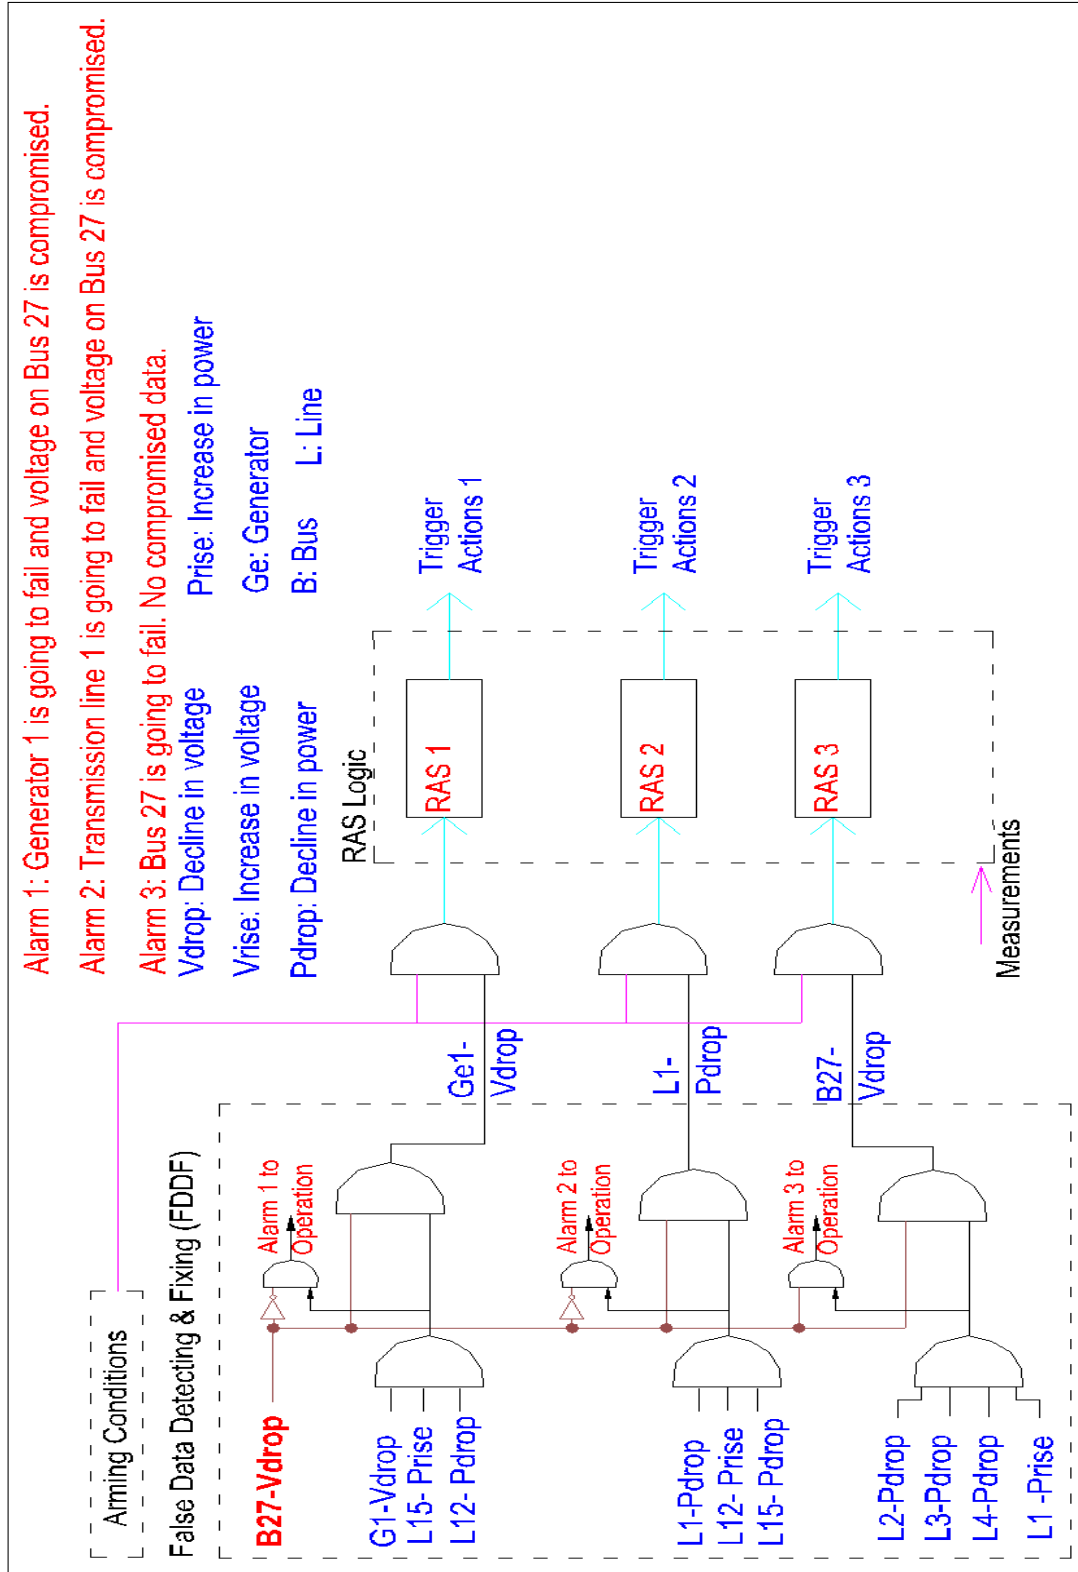 Alarm 1: Generator 1 is going to fail and voltage on Bus 27 is compromised.
Alarm 2: Transmission line 1 is going to fail and voltage on Bus 27 is compromised.
Alarm 3: Bus 27 is going to fail. No compromised data.
Vdrop: Decline in voltage
Prise: Increase in power
Vrise: Increase in voltage
Ge: Generator
Pdrop: Decline in power
B: Bus
L: Line
Arming Conditions
False Data Detecting & Fixing (FDDF)
B27-Vdrop
Alarm 1 to
Operation
G1-Vdrop
L15- Prise
L12- Pdrop
Ge1-
Vdrop
Alarm 2 to
Operation
L1-Pdrop
L12- Prise
L15- Pdrop
L1-
Pdrop
Alarm 3 to
Operation
L2-Pdrop
L3-Pdrop
L4-Pdrop
L1 -Prise
B27-
Vdrop
RAS Logic
RAS 1
RAS 2
RAS 3
Trigger
Actions 1
Trigger
Actions 2
Trigger
Actions 3
Measurements